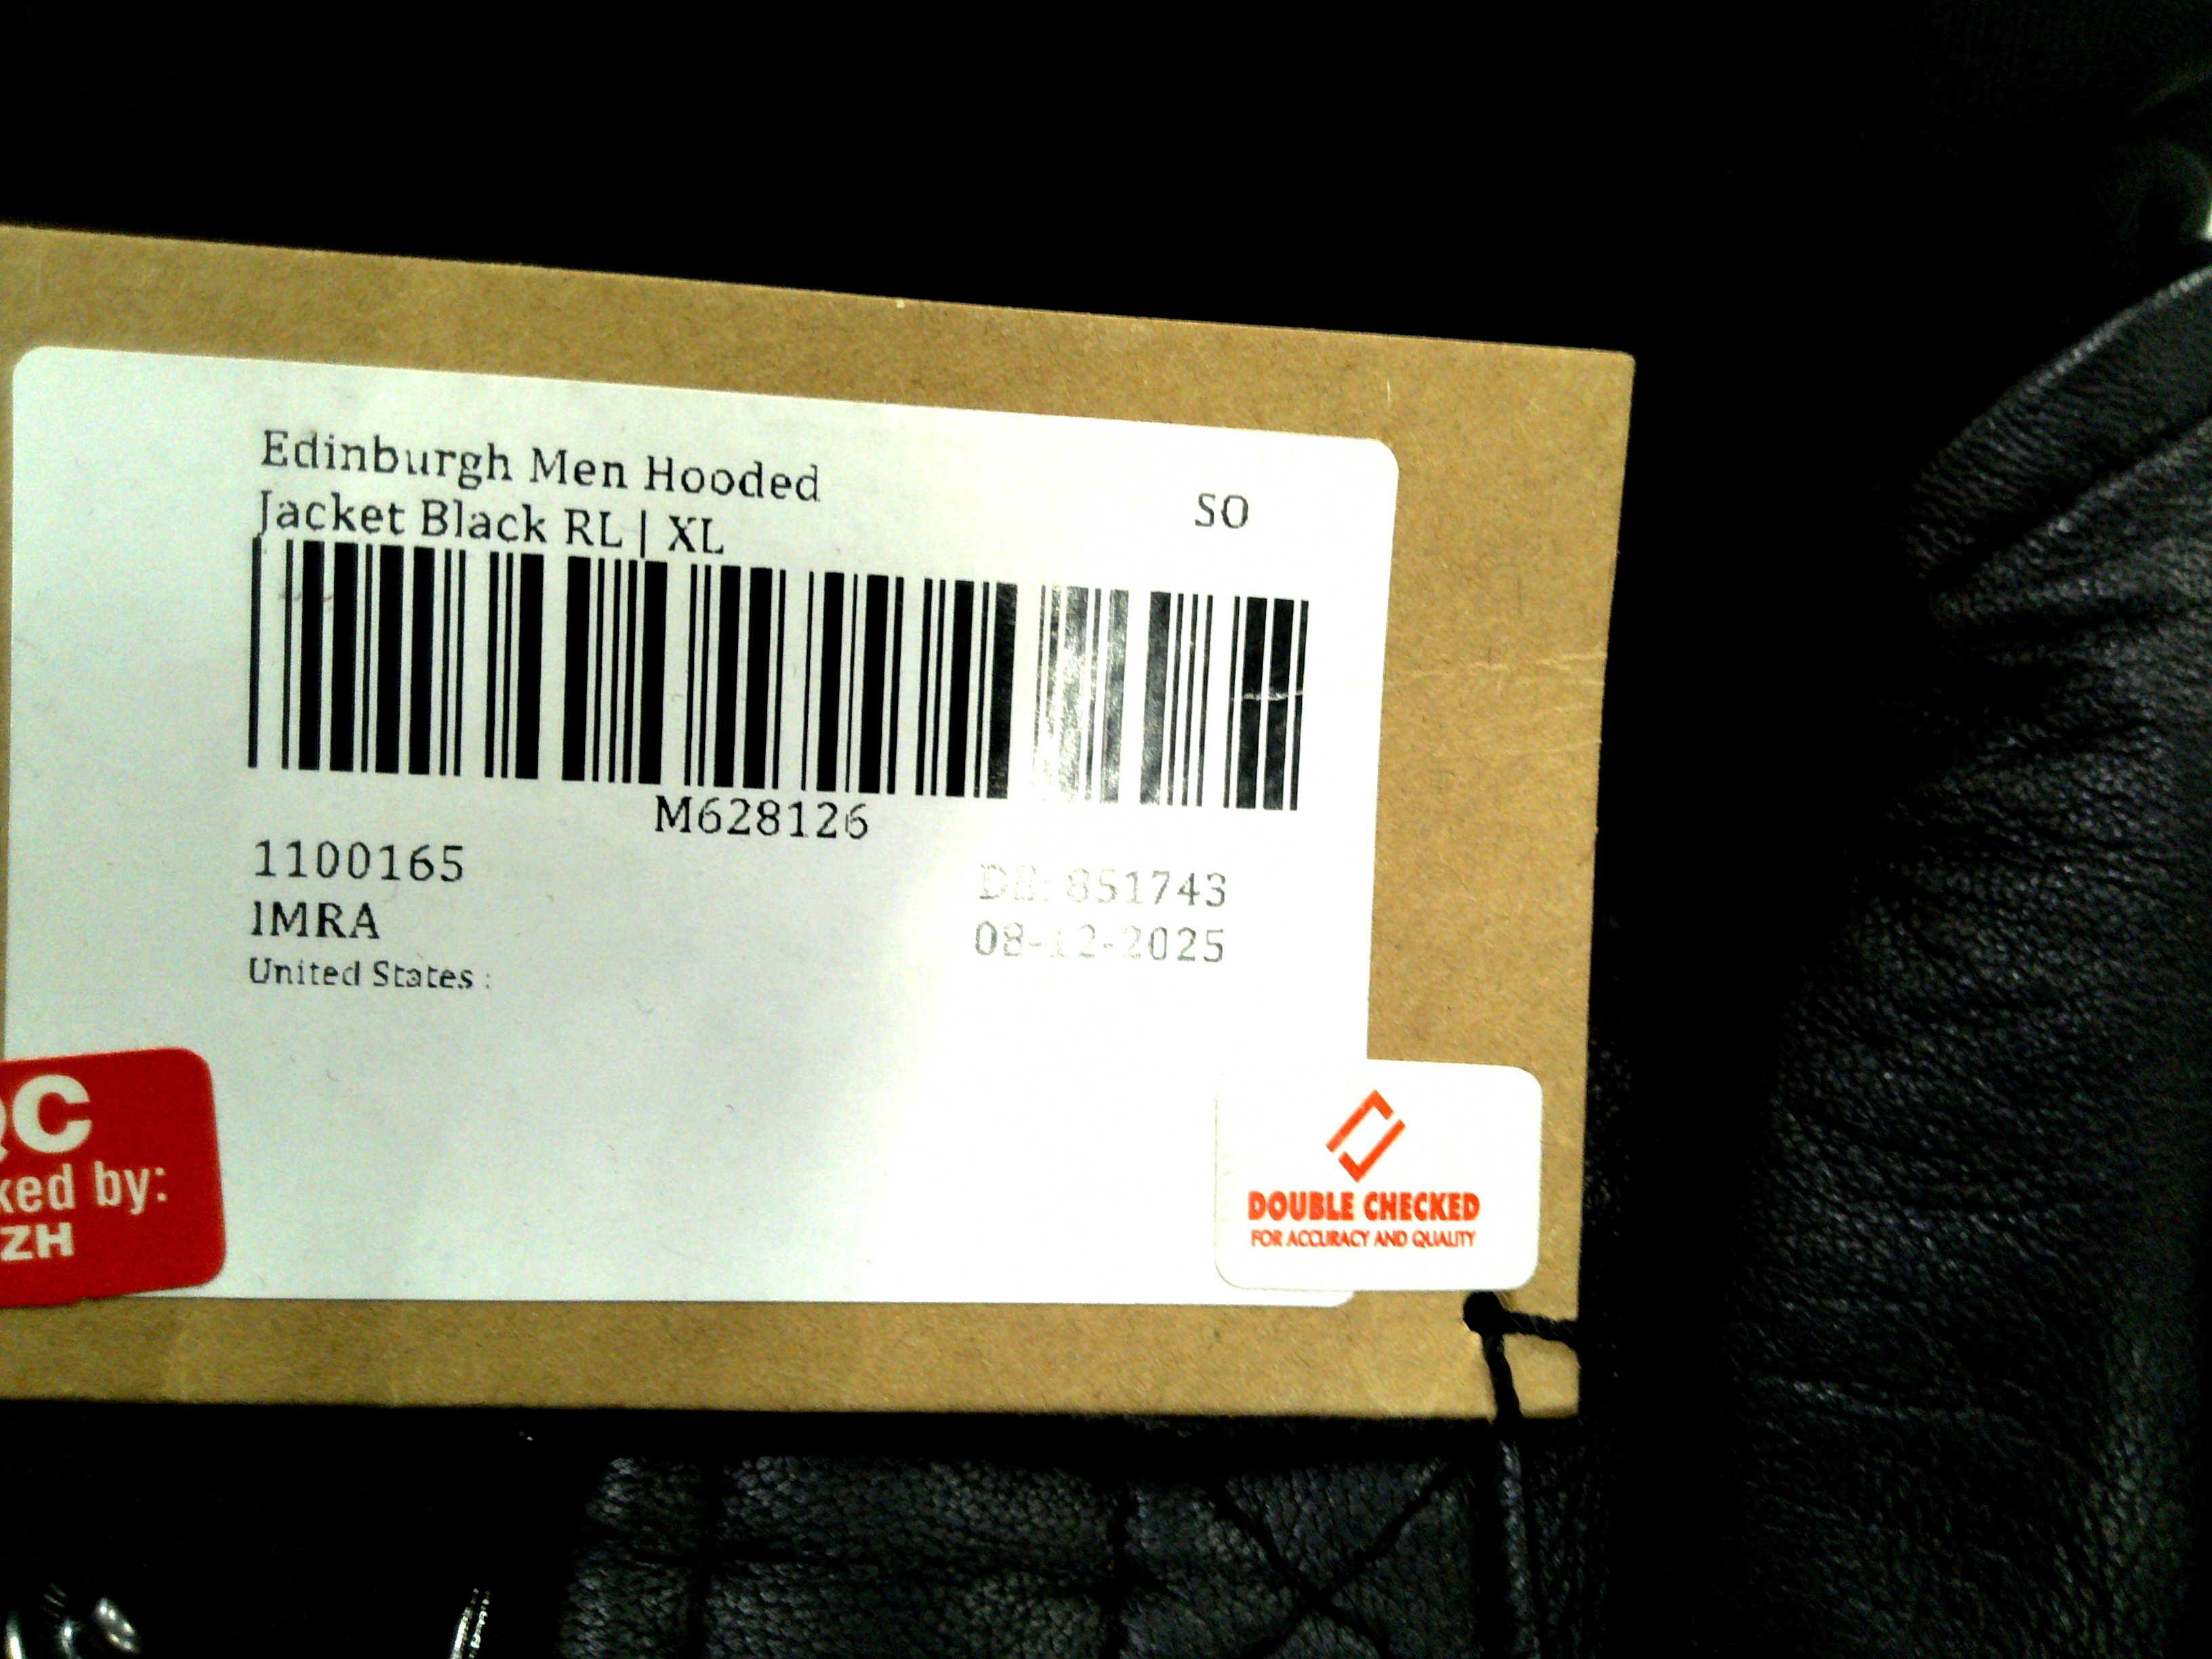 Edinburgh Men Hooded
Jacket Black RL | XL
SO
M628126
1100165
IMRA
United States :
DE: 851743
08-12-2025
QC
ked by:
ZH
DOUBLE CHECKED
FOR ACCURACY AND QUALITY